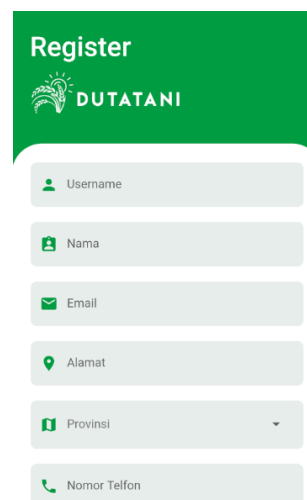 Register
DUTATANI
Username
Nama
Email
Alamat
Provinsi
Nomor Telfon